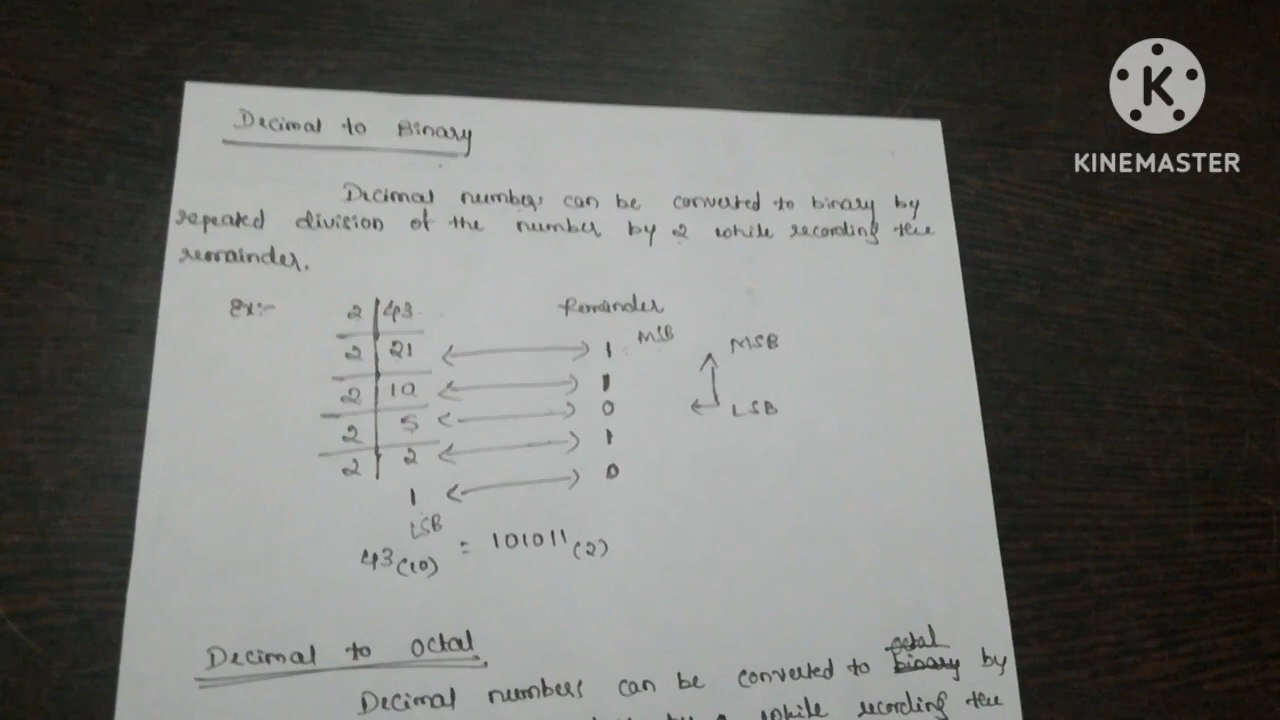 KINEMASTER
Decimal to Binary
Decimal numbers can be converted to binary by
repeated division of the number by 2 while recording the
remainder.
Ex:- 2 43 Remainder
MSB
2 21 1 MSB
2 10 1
2 5 0 LSB
2 2 1
1 0
LSB
43(10) = 101011(2)
Decimal to Octal
octal
Decimal numbers can be converted to binary by
while recording the